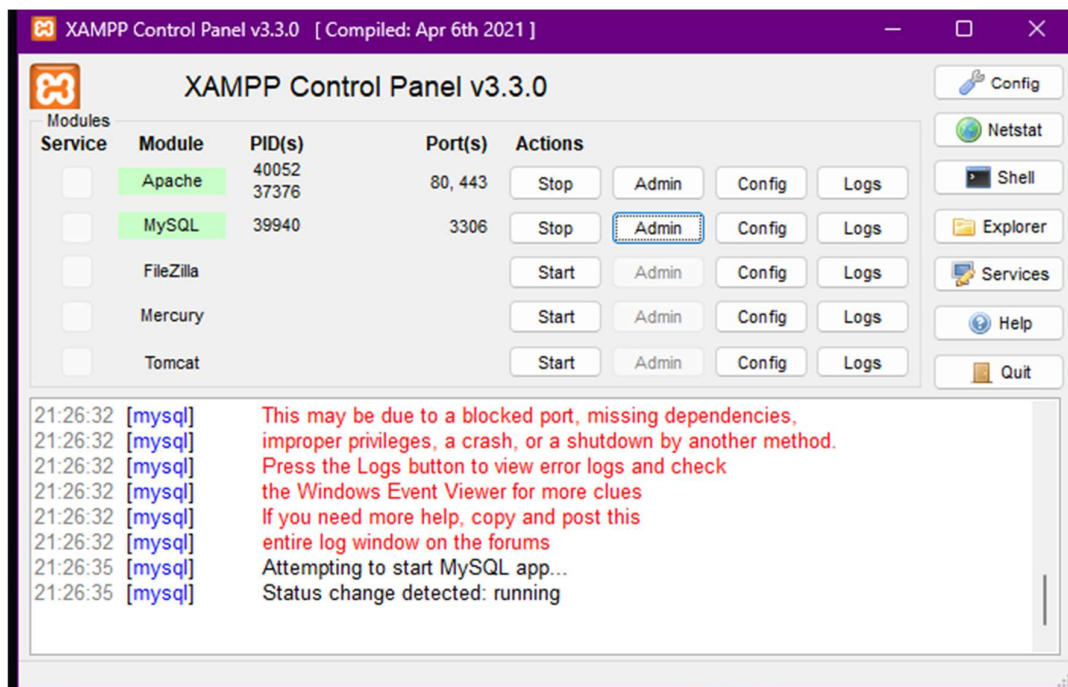 XAMPP Control Panel v3.3.0 [ Compiled: Apr 6th 2021 ]
XAMPP Control Panel v3.3.0
Config
Modules
Service Module PID(s) Port(s) Actions
Netstat
Apache 40052 37376 80, 443 Stop Admin Config Logs
Shell
MySQL 39940 3306 Stop Admin Config Logs
Explorer
FileZilla Start Admin Config Logs
Services
Mercury Start Admin Config Logs
Help
Tomcat Start Admin Config Logs
Quit
21:26:32 [mysql] This may be due to a blocked port, missing dependencies,
21:26:32 [mysql] improper privileges, a crash, or a shutdown by another method.
21:26:32 [mysql] Press the Logs button to view error logs and check
21:26:32 [mysql] the Windows Event Viewer for more clues
21:26:32 [mysql] If you need more help, copy and post this
21:26:32 [mysql] entire log window on the forums
21:26:35 [mysql] Attempting to start MySQL app...
21:26:35 [mysql] Status change detected: running